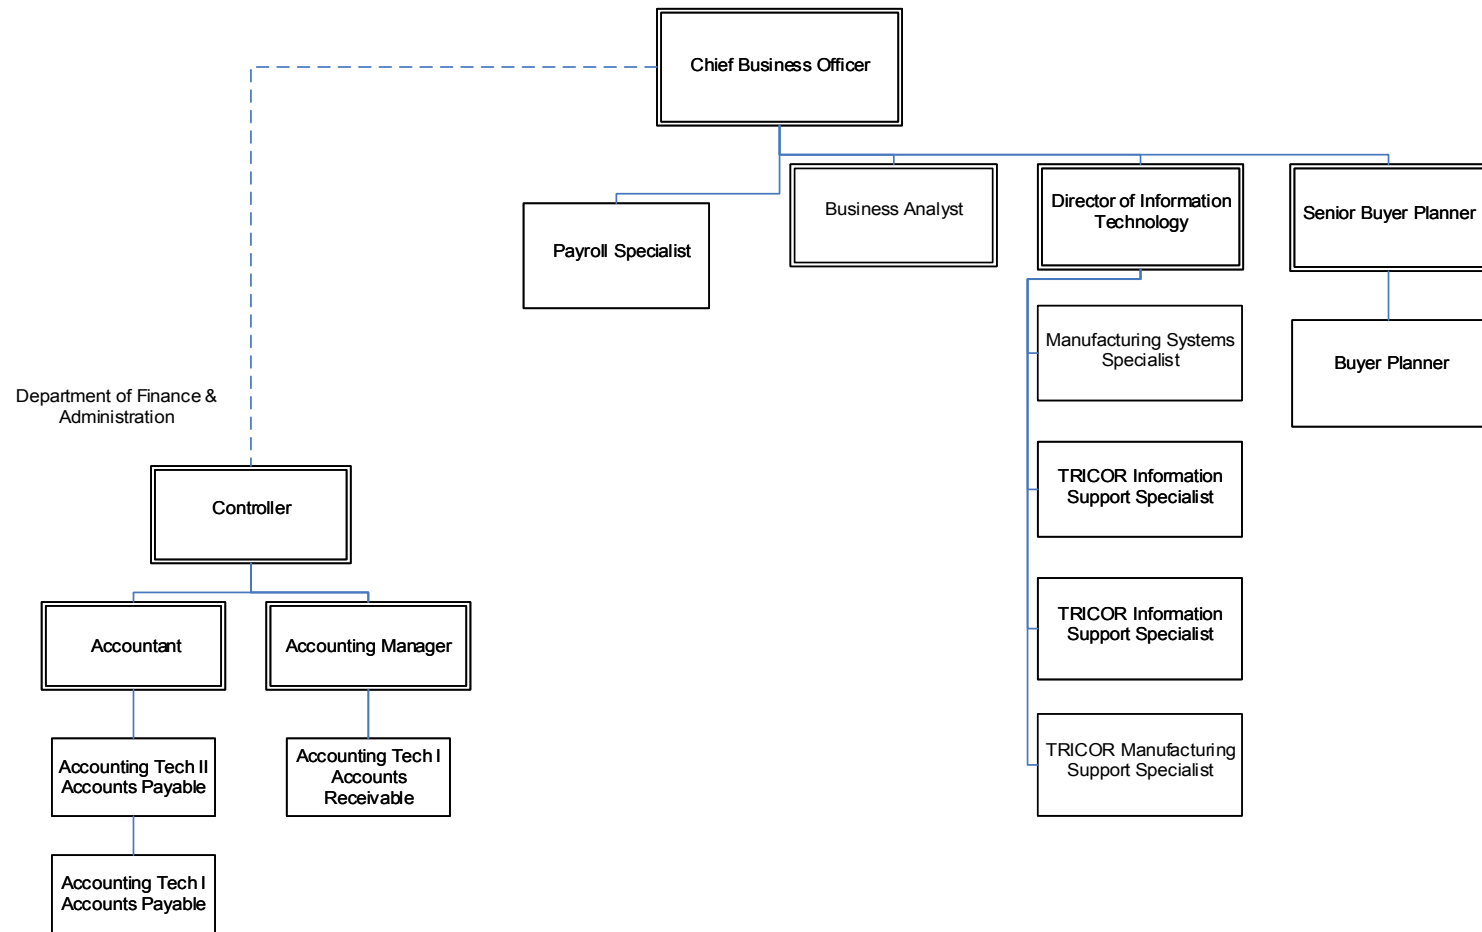 Chief Business Officer
Payroll Specialist
Business Analyst
Director of Information
Technology
Senior Buyer Planner
Manufacturing Systems
Specialist
Buyer Planner
TRICOR Information
Support Specialist
TRICOR Information
Support Specialist
TRICOR Manufacturing
Support Specialist
Department of Finance &
Administration
Controller
Accountant
Accounting Manager
Accounting Tech II
Accounts Payable
Accounting Tech I
Accounts
Receivable
Accounting Tech I
Accounts Payable